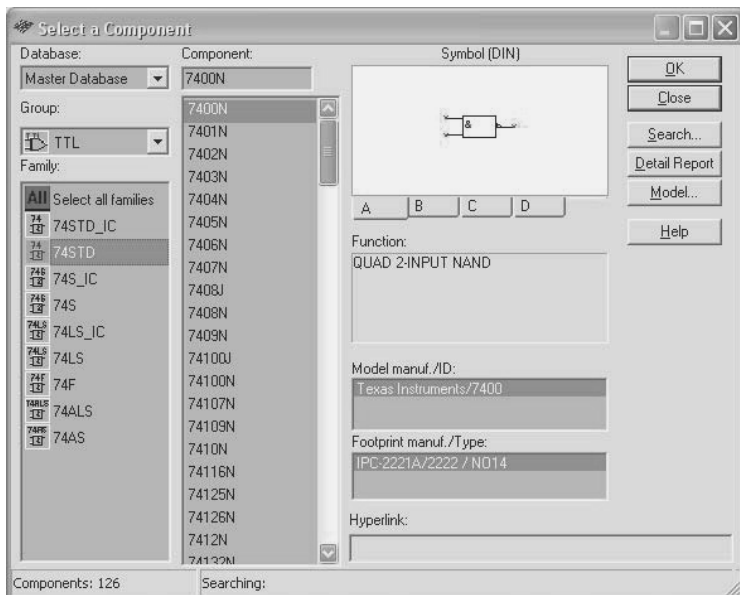 Select a Component
Database:
Master Database
Group:
TTL
Family:
All Select all families
74STD_IC
74STD
74S_IC
74S
74LS_IC
74LS
74F
74ALS
74AS
Component:
7400N
7400N
7401N
7402N
7403N
7404N
7405N
7406N
7407N
7408J
7408N
7409N
74100J
74100N
74107N
74109N
7410N
74116N
74125N
74126N
7412N
74132N
Symbol (DIN)
&
A B C D
Function:
QUAD 2-INPUT NAND
Model manuf./ID:
Texas Instruments/7400
Footprint manuf./Type:
IPC-2221A/2222 / NO14
Hyperlink:
OK
Close
Search...
Detail Report
Model...
Help
Components: 126
Searching: